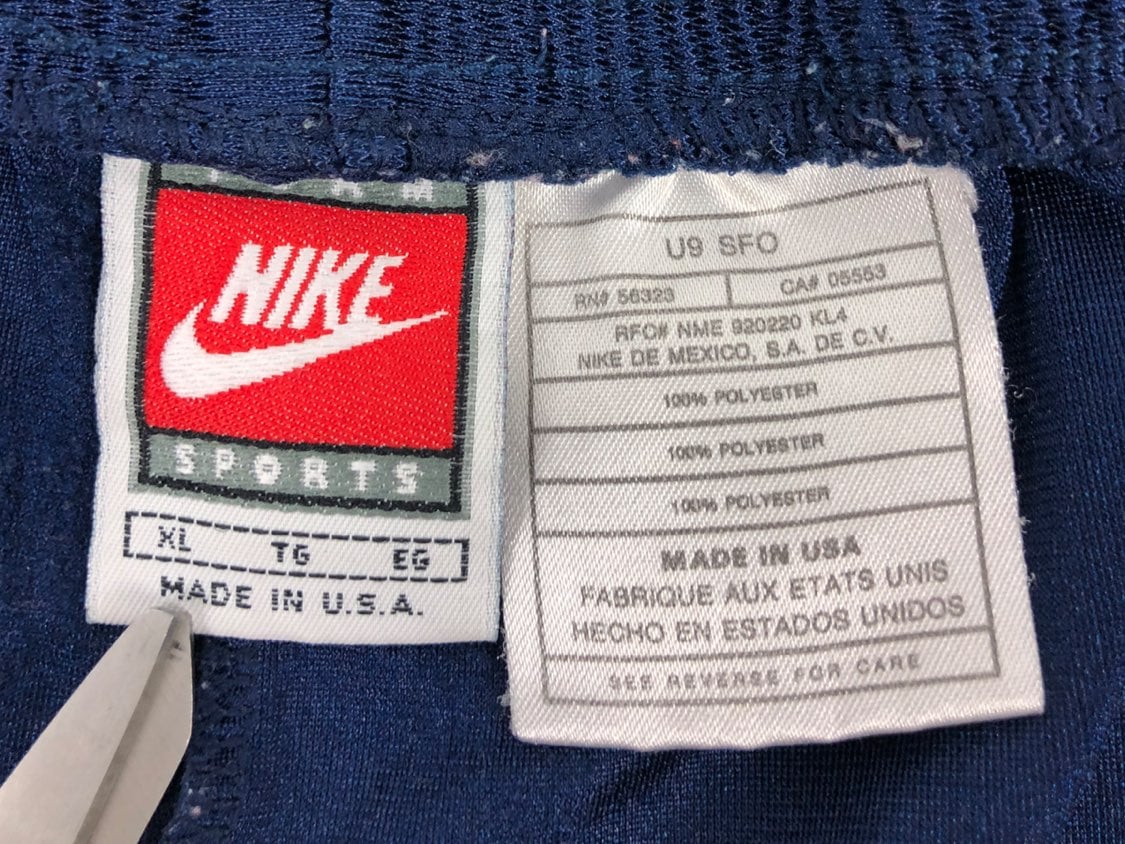 NIKE
SPORTS
XL TG EG
MADE IN U.S.A.
U9 SFO
RN# 56323 CA# 05553
RFC# NME 920220 KL4
NIKE DE MEXICO, S.A. DE C.V.
100% POLYESTER
100% POLYESTER
100% POLYESTER
MADE IN USA
FABRIQUE AUX ETATS UNIS
HECHO EN ESTADOS UNIDOS
SEE REVERSE FOR CARE